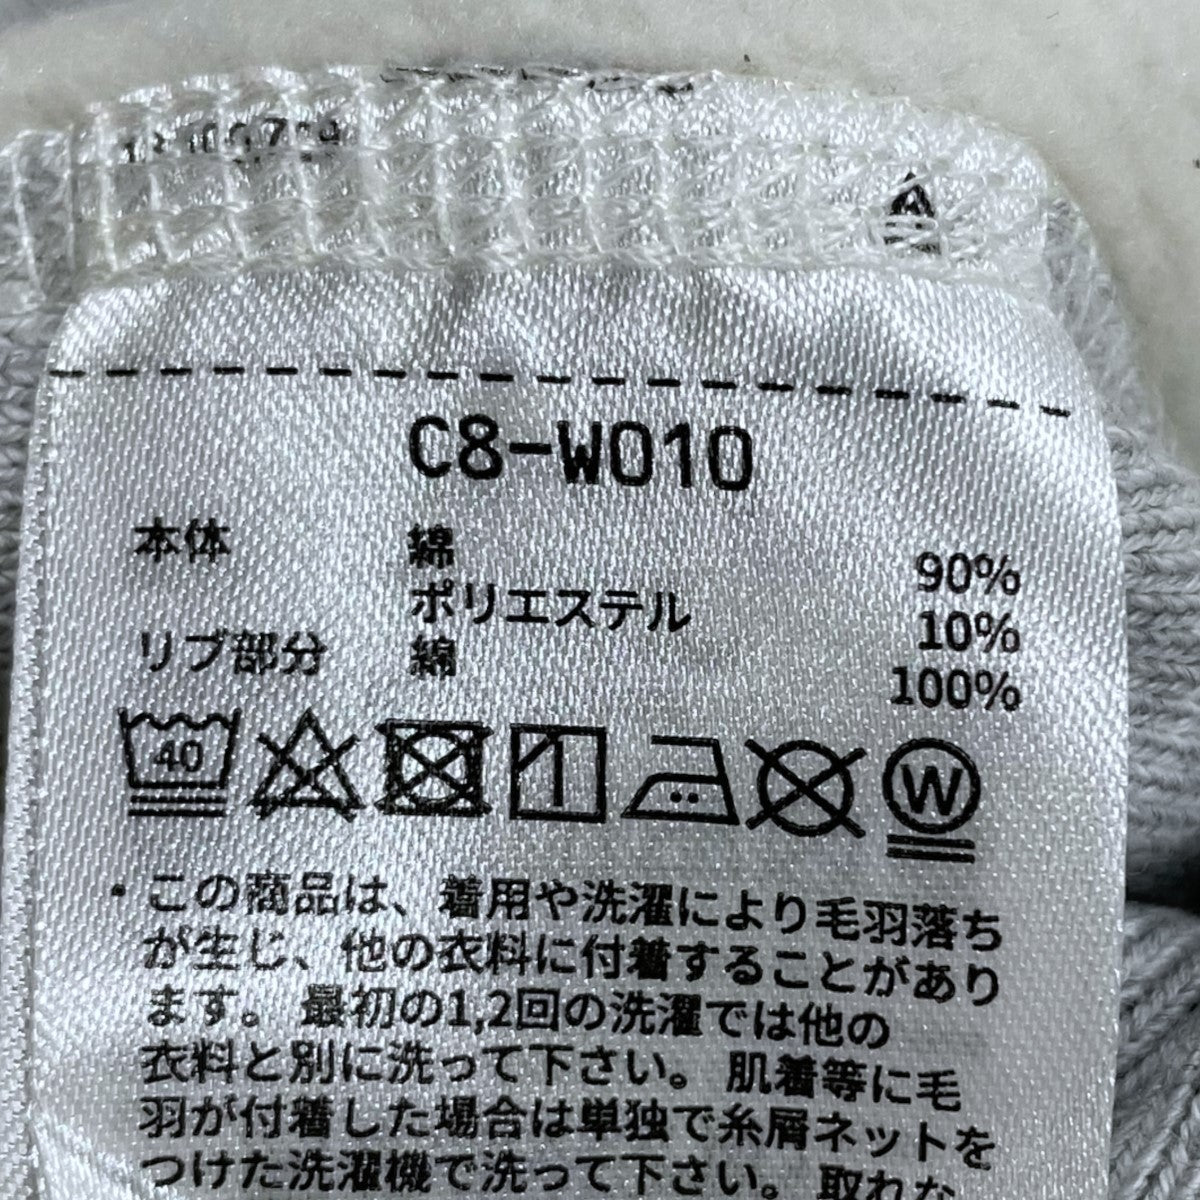 C8-W010
本体 綿 90%
ポリエステル 10%
リブ部分 綿 100%
40
W
・この商品は、着用や洗濯により毛羽落ち
が生じ、他の衣料に付着することがあり
ます。最初の1,2回の洗濯では他の
衣料と別に洗って下さい。肌着等に毛
羽が付着した場合は単独で糸屑ネットを
つけた洗濯機で洗って下さい。取れな